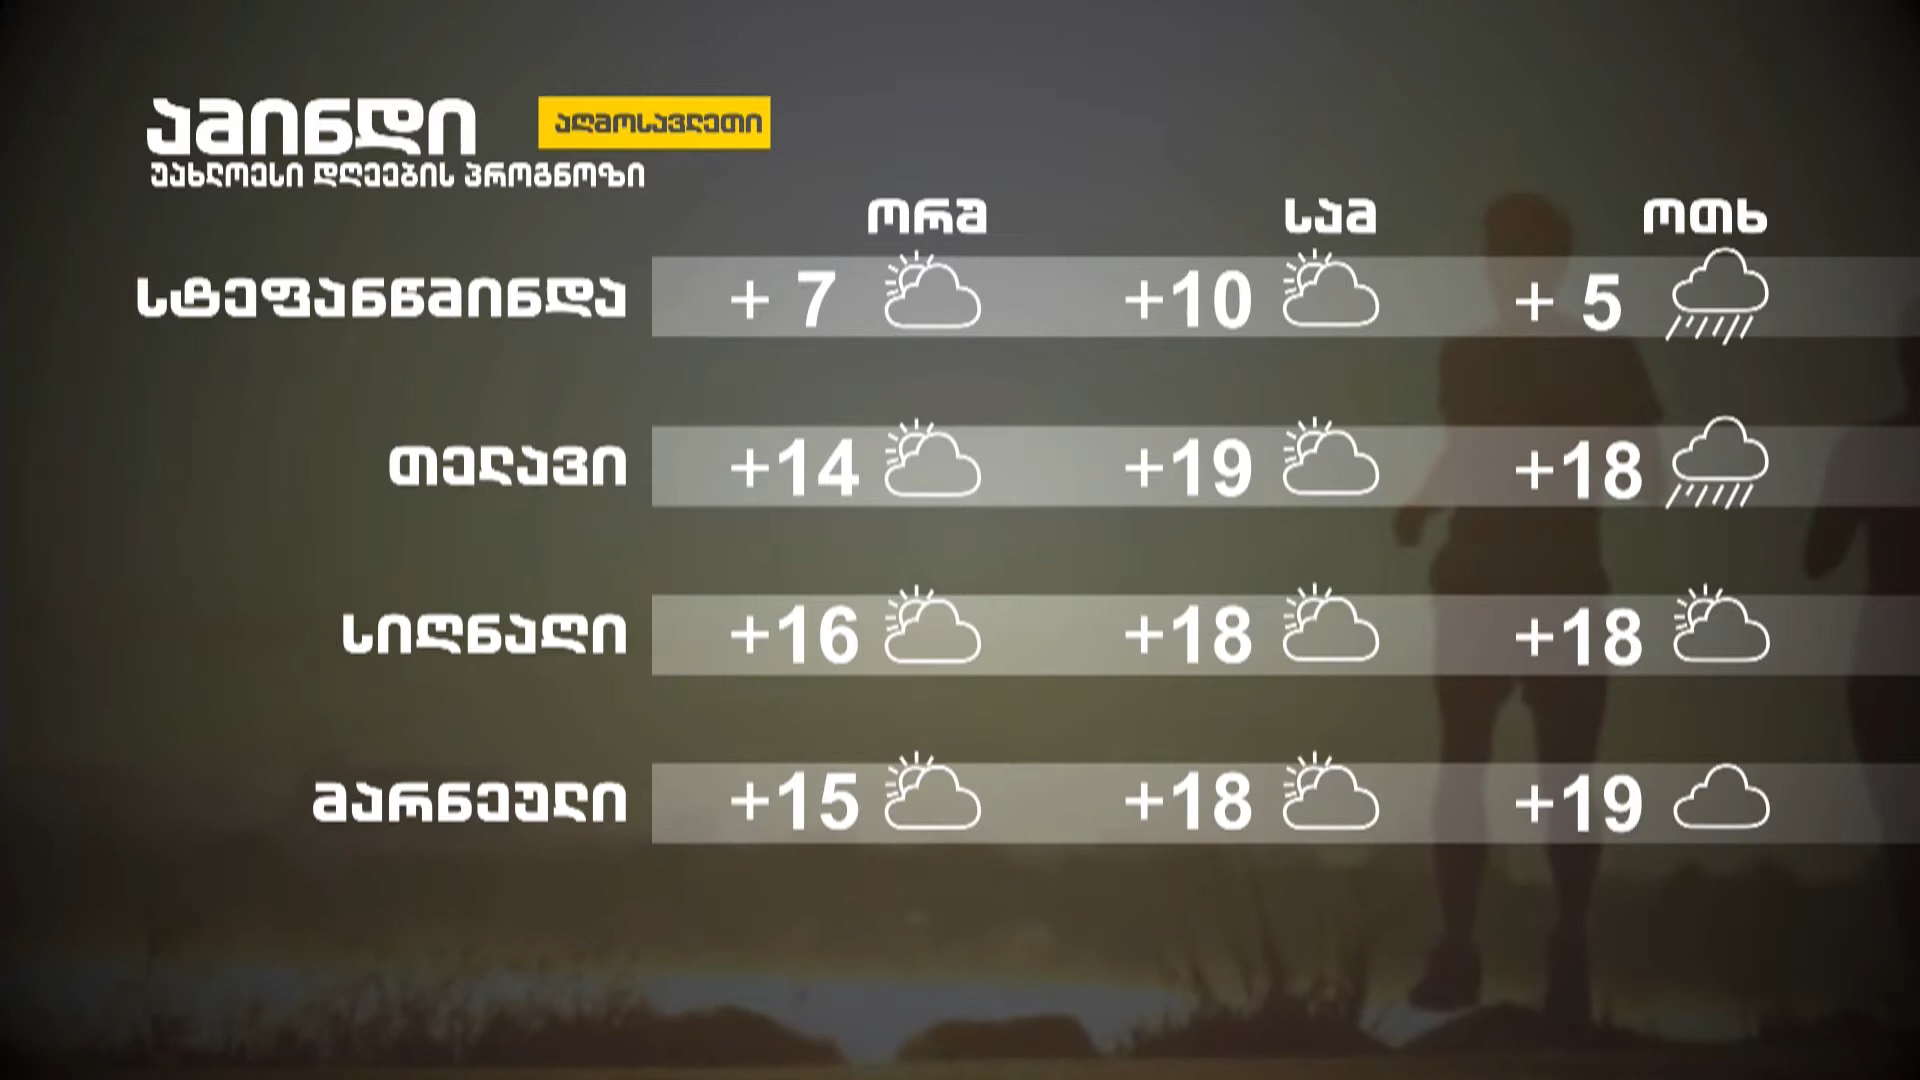 ამინდი
აღმოსავლეთი
უახლოესი დღეების პროგნოზი
ორშ სამ ოთხ
სტეფანწმინდა + 7 +10 + 5
თელავი +14 +19 +18
სიღნაღი +16 +18 +18
მარნეული +15 +18 +19